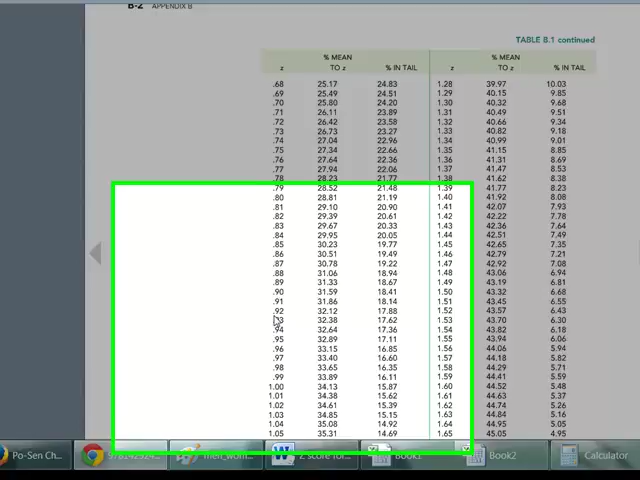 B-2 APPENDIX B
TABLE B.1 continued
% MEAN % MEAN
z TO z % IN TAIL z TO z % IN TAIL
.68 25.17 24.83 1.28 39.97 10.03
.69 25.49 24.51 1.29 40.15 9.85
.70 25.80 24.20 1.30 40.32 9.68
.71 26.11 23.89 1.31 40.49 9.51
.72 26.42 23.58 1.32 40.66 9.34
.73 26.73 23.27 1.33 40.82 9.18
.74 27.04 22.96 1.34 40.99 9.01
.75 27.34 22.66 1.35 41.15 8.85
.76 27.64 22.36 1.36 41.31 8.69
.77 27.94 22.06 1.37 41.47 8.53
.78 28.23 21.77 1.38 41.62 8.38
.79 28.52 21.48 1.39 41.77 8.23
.80 28.81 21.19 1.40 41.92 8.08
.81 29.10 20.90 1.41 42.07 7.93
.82 29.39 20.61 1.42 42.22 7.78
.83 29.67 20.33 1.43 42.36 7.64
.84 29.95 20.05 1.44 42.51 7.49
.85 30.23 19.77 1.45 42.65 7.35
.86 30.51 19.49 1.46 42.79 7.21
.87 30.78 19.22 1.47 42.92 7.08
.88 31.06 18.94 1.48 43.06 6.94
.89 31.33 18.67 1.49 43.19 6.81
.90 31.59 18.41 1.50 43.32 6.68
.91 31.86 18.14 1.51 43.45 6.55
.92 32.12 17.88 1.52 43.57 6.43
32.38 17.62 1.53 43.70 6.30
.94 32.64 17.36 1.54 43.82 6.18
.95 32.89 17.11 1.55 43.94 6.06
.96 33.15 16.85 1.56 44.06 5.94
.97 33.40 16.60 1.57 44.18 5.82
.98 33.65 16.35 1.58 44.29 5.71
.99 33.89 16.11 1.59 44.41 5.59
1.00 34.13 15.87 1.60 44.52 5.48
1.01 34.38 15.62 1.61 44.63 5.37
1.02 34.61 15.39 1.62 44.74 5.26
1.03 34.85 15.15 1.63 44.84 5.16
1.04 35.08 14.92 1.64 44.95 5.05
1.05 35.31 14.69 1.65 45.05 4.95
Po-Sen Ch... Book1 Book2 Calculator